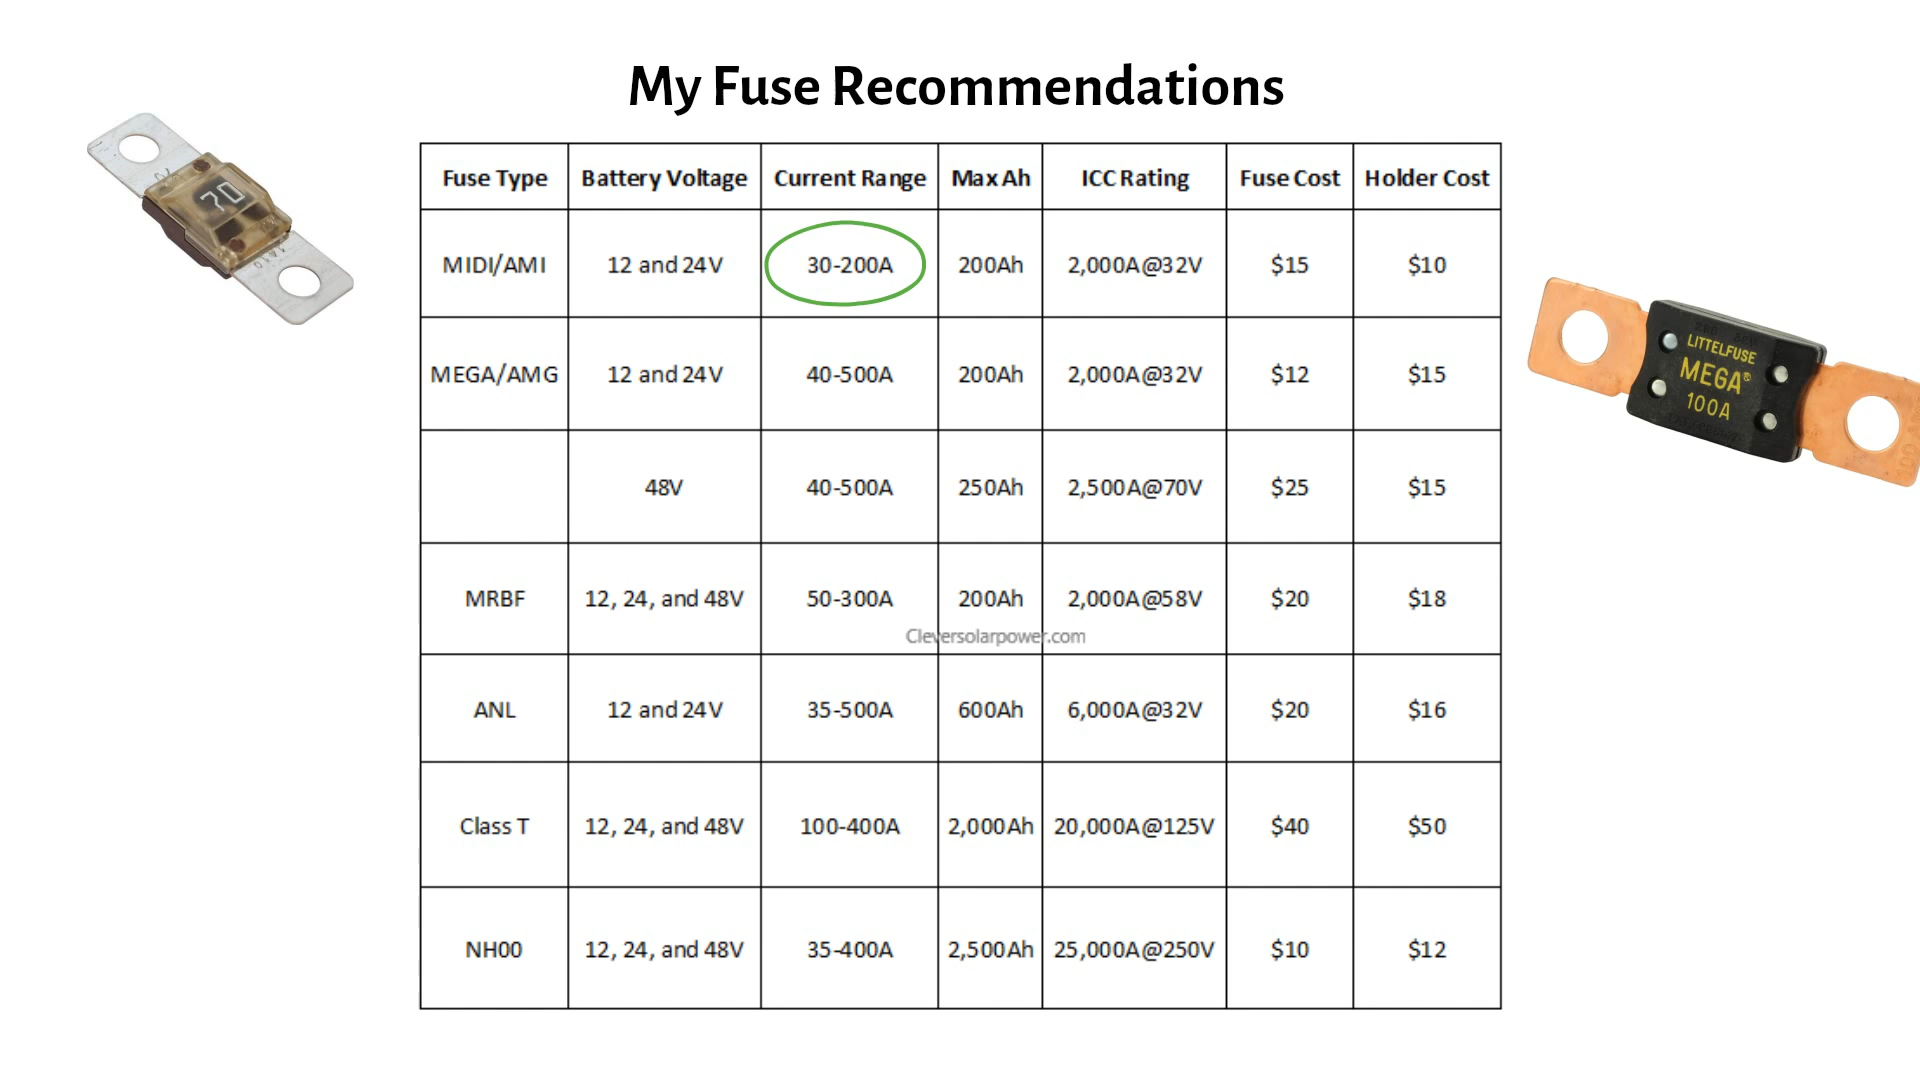 My Fuse Recommendations
70
Fuse Type Battery Voltage Current Range Max Ah ICC Rating Fuse Cost Holder Cost
MIDI/AMI 12 and 24V 30-200A 200Ah 2,000A@32V $15 $10
MEGA/AMG 12 and 24V 40-500A 200Ah 2,000A@32V $12 $15
48V 40-500A 250Ah 2,500A@70V $25 $15
MRBF 12, 24, and 48V 50-300A 200Ah 2,000A@58V $20 $18
Cleversolarpower.com
ANL 12 and 24V 35-500A 600Ah 6,000A@32V $20 $16
Class T 12, 24, and 48V 100-400A 2,000Ah 20,000A@125V $40 $50
NH00 12, 24, and 48V 35-400A 2,500Ah 25,000A@250V $10 $12
LITTELFUSE
MEGA®
100A